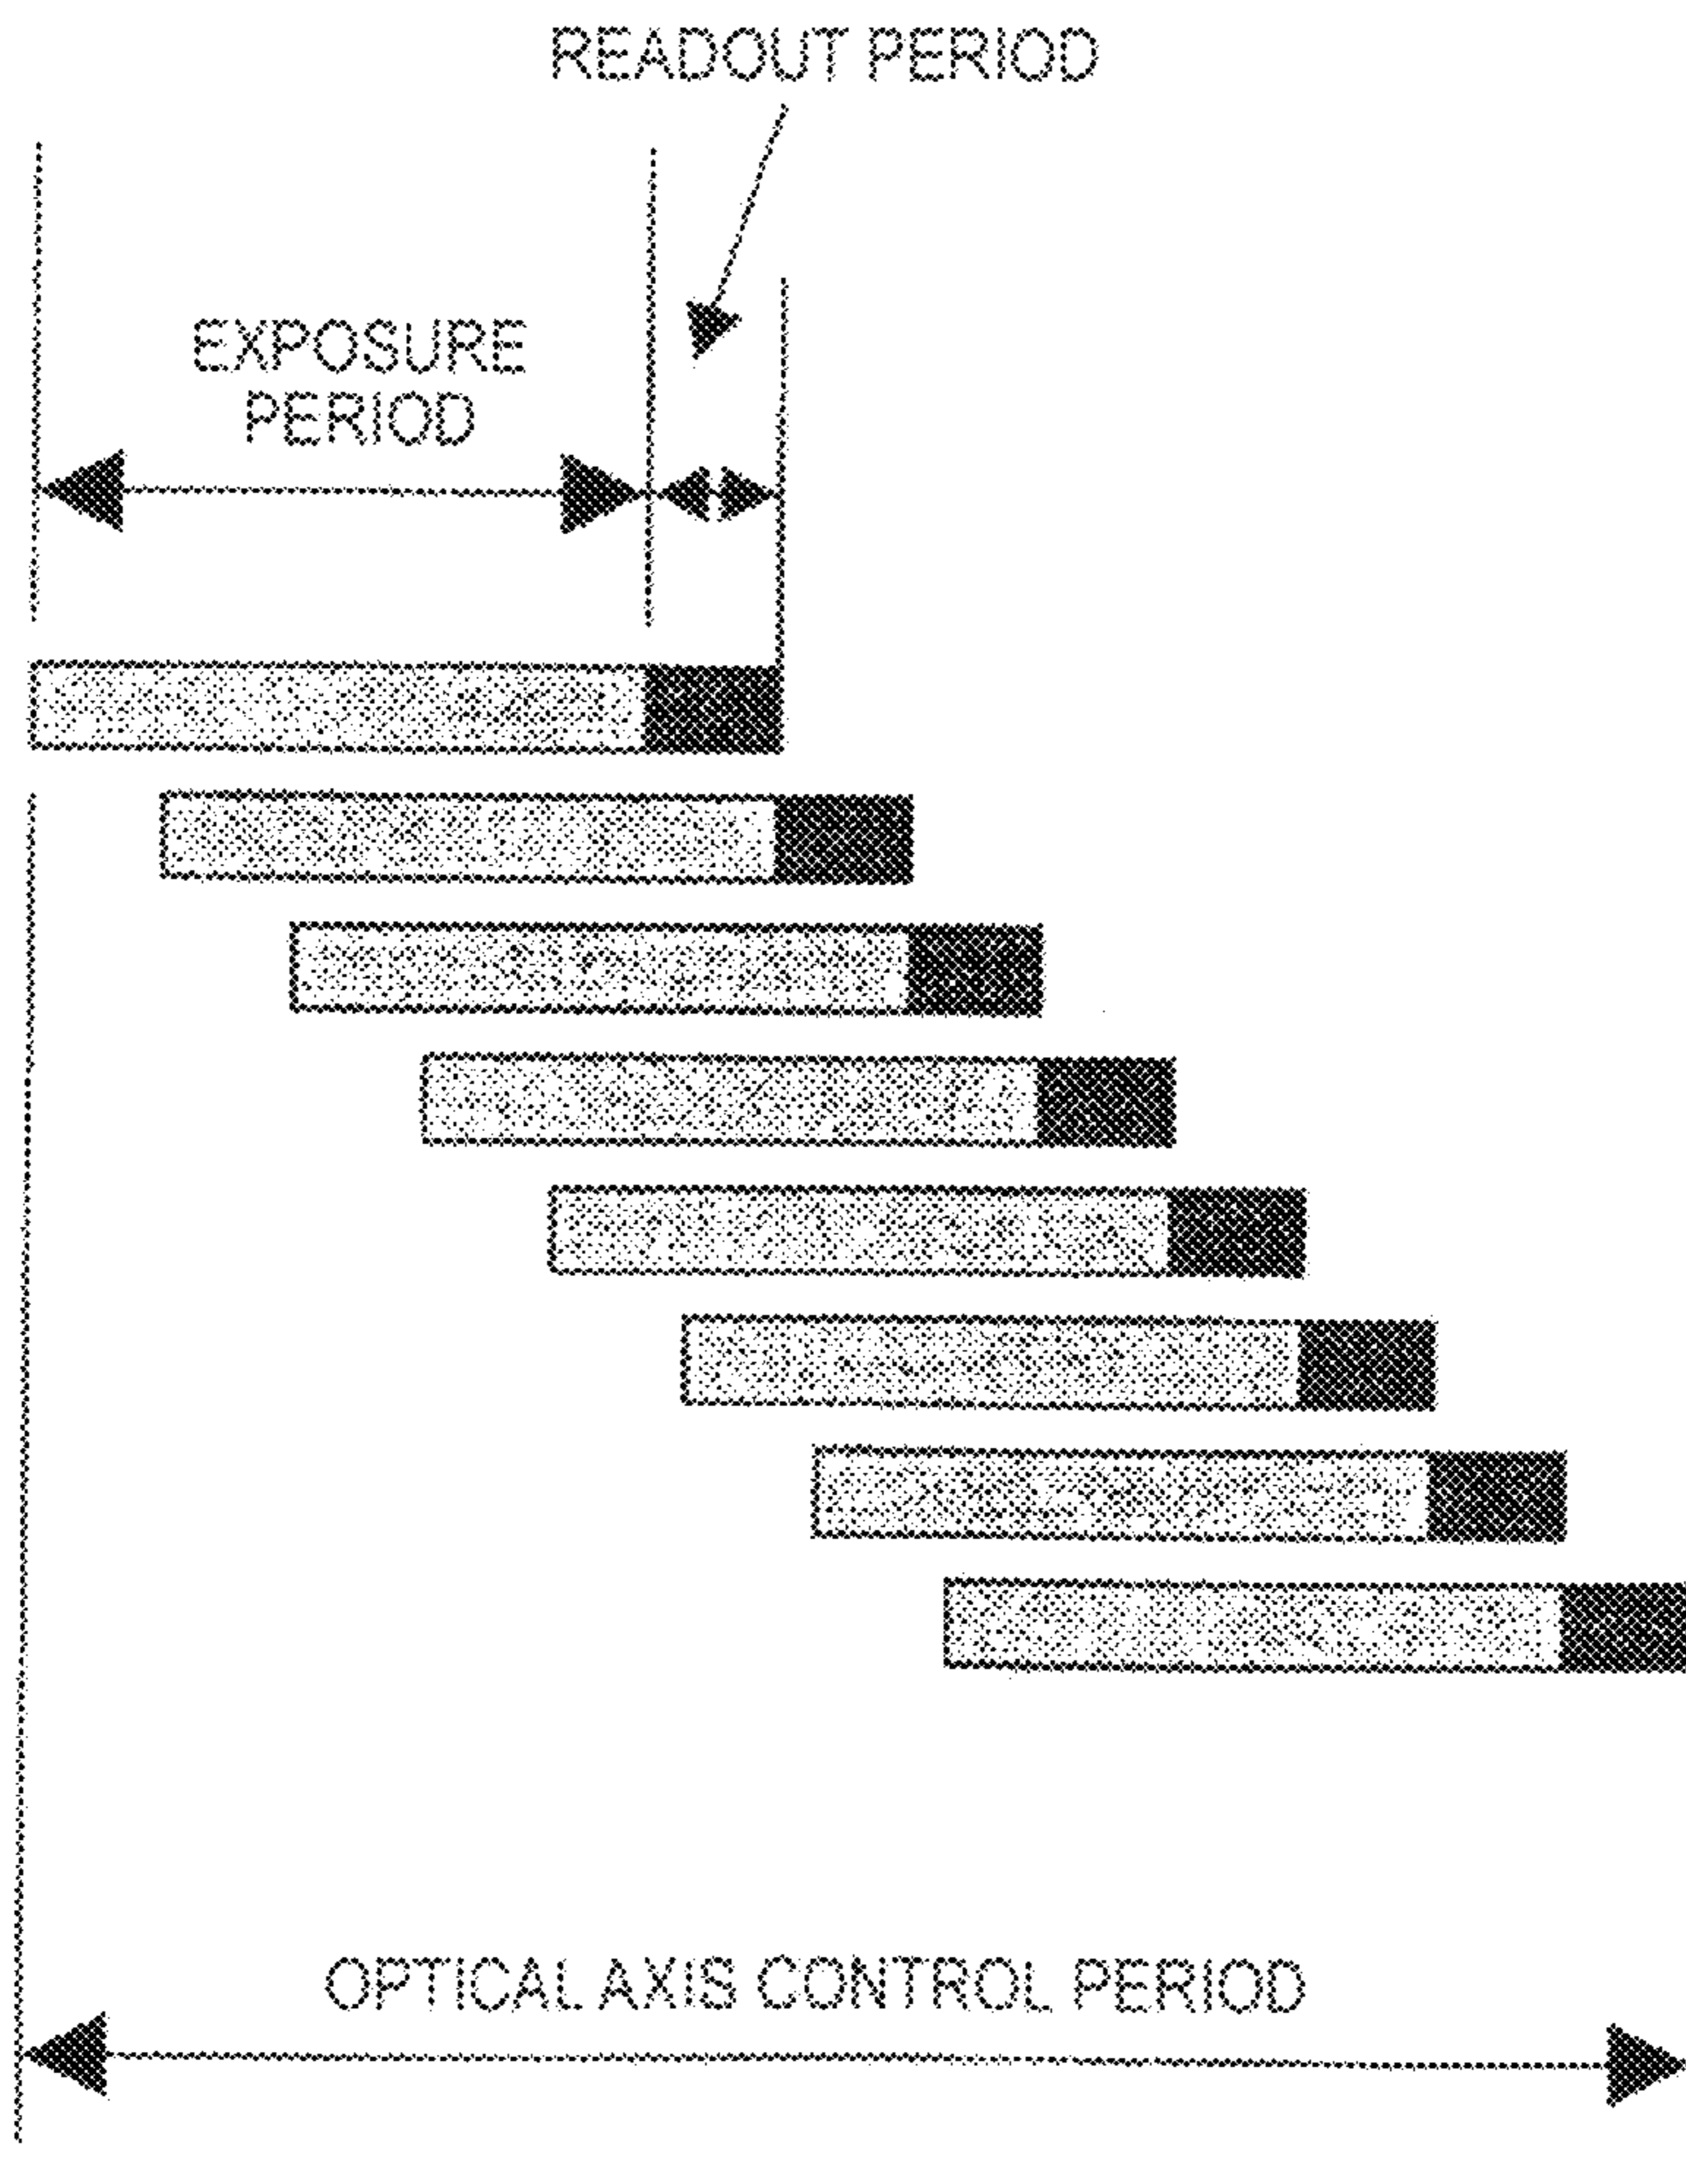 READOUT PERIOD
EXPOSURE
PERIOD
OPTICAL AXIS CONTROL PERIOD